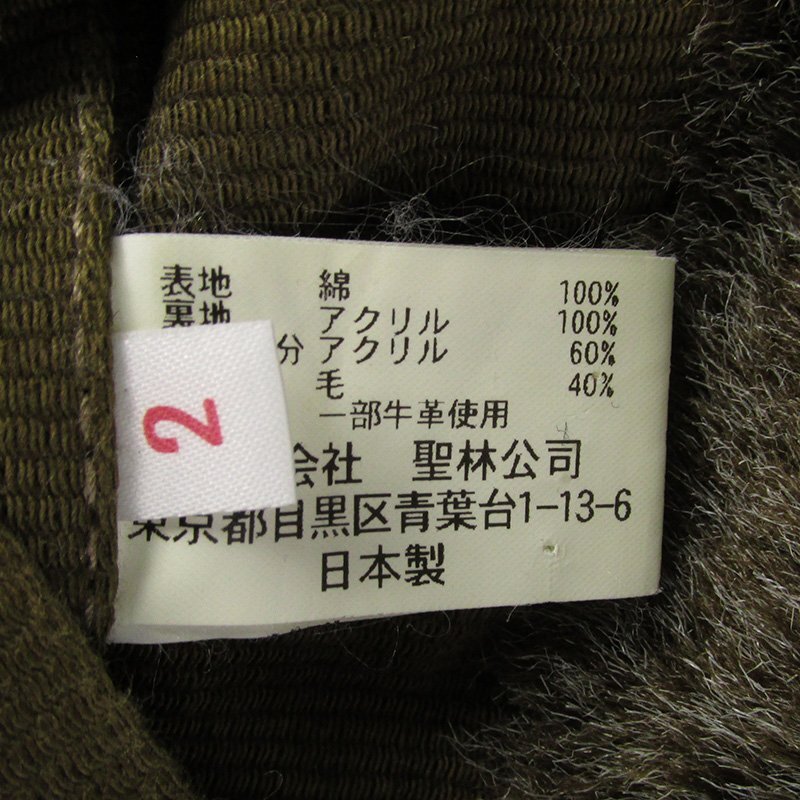 表地 綿 100%
裏地 アクリル 100%
分 アクリル 60%
毛 40%
一部牛革使用
会社 聖林公司
東京都目黒区青葉台1-13-6
日本製
2